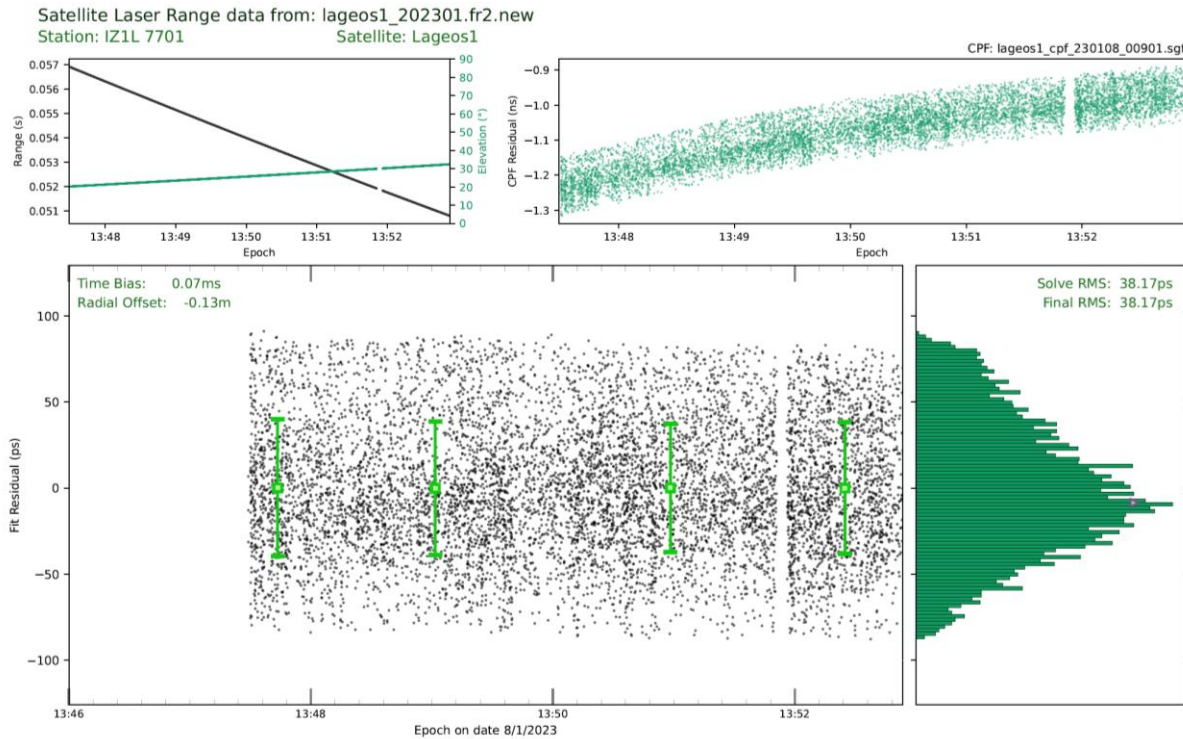 Satellite Laser Range data from: lageos1_202301.fr2.new
Station: IZ1L 7701 Satellite: Lageos1
CPF: lageos1_cpf_230108_00901.sgf
0.057
0.056
0.055
0.054
0.053
0.052
0.051
Range (s)
90
80
70
60
50
40
30
20
10
0
Elevation (°)
13:48 13:49 13:50 13:51 13:52
Epoch
−0.9
−1.0
−1.1
−1.2
−1.3
CPF Residual (ns)
13:48 13:49 13:50 13:51 13:52
Epoch
Time Bias: 0.07ms
Radial Offset: -0.13m
100
50
0
−50
−100
Fit Residual (ps)
13:46 13:48 13:50 13:52
Epoch on date 8/1/2023
Solve RMS: 38.17ps
Final RMS: 38.17ps